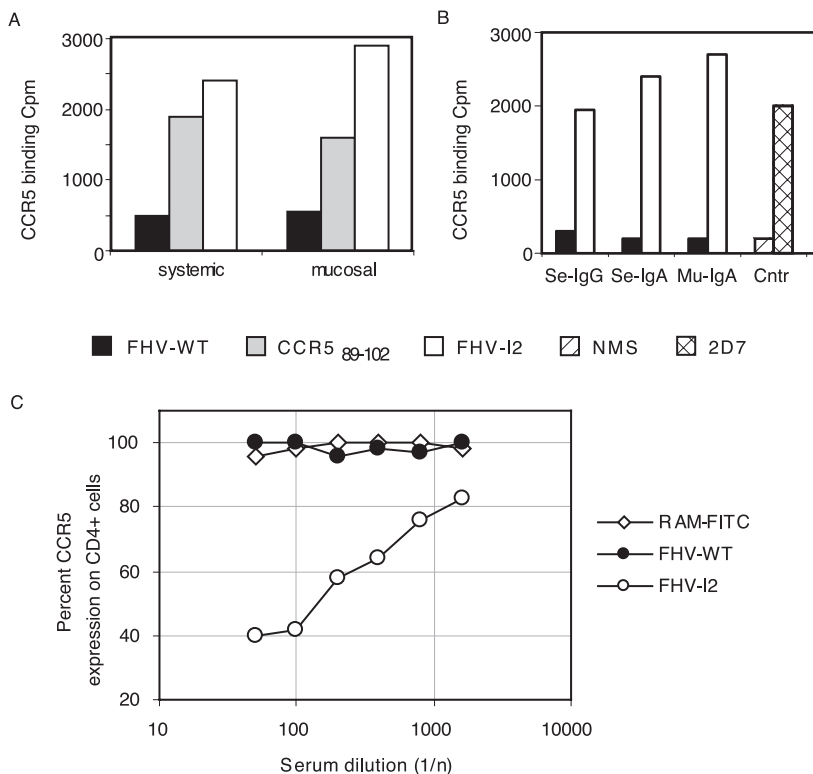 A
3000
2000
1000
0
CCR5 binding Cpm
systemic
mucosal
B
3000
2000
1000
0
CCR5 binding Cpm
Se-IgG
Se-IgA
Mu-IgA
Cntr
FHV-WT
CCR5 89-102
FHV-I2
NMS
2D7
C
100
80
60
40
20
Percent CCR5
expression on CD4+ cells
10
100
1000
10000
Serum dilution (1/n)
RAM-FITC
FHV-WT
FHV-I2